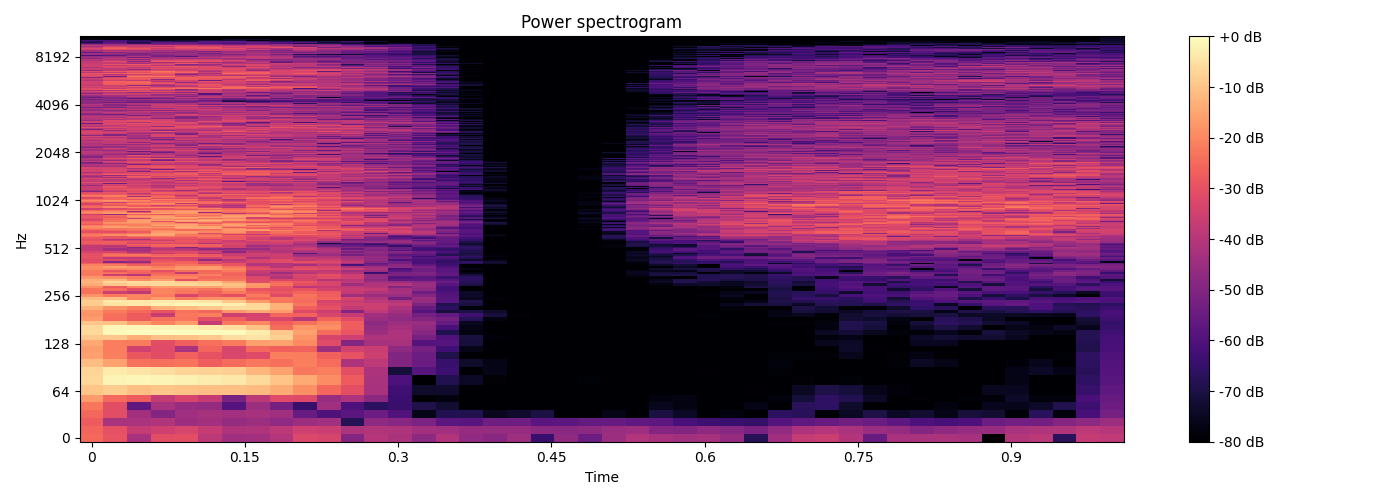 Power spectrogram
8192
4096
2048
1024
512
256
128
64
0
Hz
0
0.15
0.3
0.45
0.6
0.75
0.9
Time
+0 dB
-10 dB
-20 dB
-30 dB
-40 dB
-50 dB
-60 dB
-70 dB
-80 dB